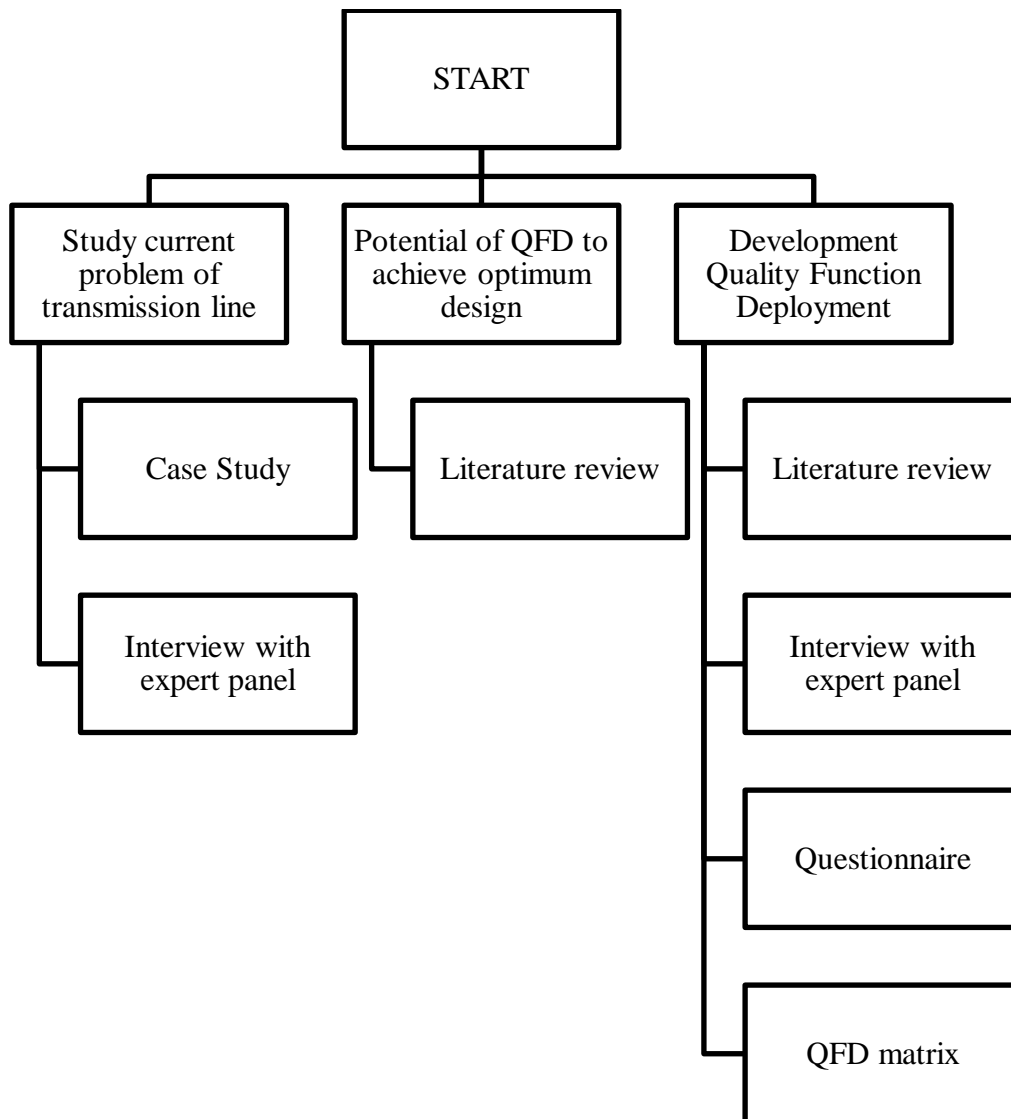 START
Study current
problem of
transmission line
Potential of QFD to
achieve optimum
design
Development
Quality Function
Deployment
Case Study
Literature review
Literature review
Interview with
expert panel
Interview with
expert panel
Questionnaire
QFD matrix